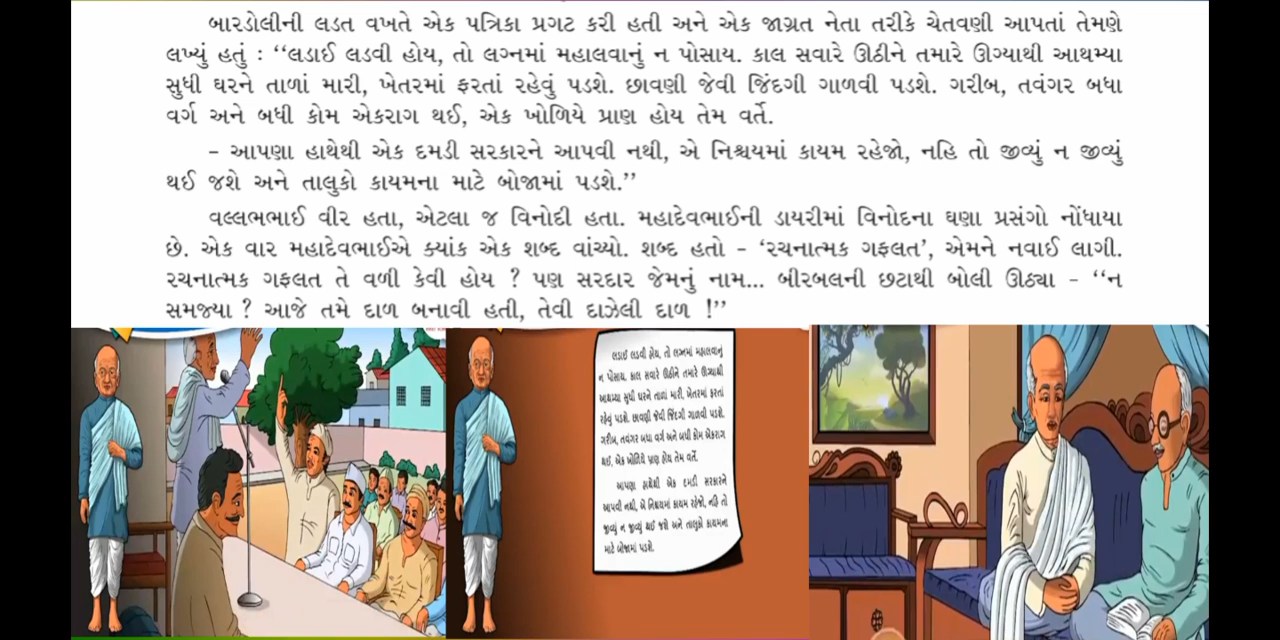 બારડોલીની લડત વખતે એક પત્રિકા પ્રગટ કરી હતી અને એક જાગ્રત નેતા તરીકે ચેતવણી આપતાં તેમણે
લખ્યું હતું : “લડાઈ લડવી હોય, તો લગ્નમાં મહાલવાનું ન પોસાય. કાલ સવારે ઊઠીને તમારે ઊગ્યાથી આથમ્યા
સુધી ઘરને તાળાં મારી, ખેતરમાં ફરતાં રહેવું પડશે. છાવણી જેવી જિંદગી ગાળવી પડશે. ગરીબ, તવંગર બધા
વર્ગ અને બધી કોમ એકરાગ થઈ, એક ખોળિયે પ્રાણ હોય તેમ વર્તે.
– આપણા હાથેથી એક દમડી સરકારને આપવી નથી, એ નિશ્ચયમાં કાયમ રહેજો, નહિ તો જીવ્યું ન જીવ્યું
થઈ જશે અને તાલુકો કાયમના માટે બોજામાં પડશે.”
વલ્લભભાઈ વીર હતા, એટલા જ વિનોદી હતા. મહાદેવભાઈની ડાયરીમાં વિનોદના ઘણા પ્રસંગો નોંધાયા
છે. એક વાર મહાદેવભાઈએ ક્યાંક એક શબ્દ વાંચ્યો. શબ્દ હતો – ‘રચનાત્મક ગફલત’, એમને નવાઈ લાગી.
રચનાત્મક ગફલત તે વળી કેવી હોય ? પણ સરદાર જેમનું નામ... બીરબલની છટાથી બોલી ઊઠ્યા – “ન
સમજ્યા ? આજે તમે દાળ બનાવી હતી, તેવી દાઝેલી દાળ !”
લડાઈ લડવી હોય, તો લગ્નમાં મહાલવાનું
ન પોસાય. કાલ સવારે ઊઠીને તમારે ઊગ્યાથી
આથમ્યા સુધી ઘરને તાળાં મારી, ખેતરમાં ફરતાં
રહેવું પડશે. છાવણી જેવી જિંદગી ગાળવી પડશે.
ગરીબ, તવંગર બધા વર્ગ અને બધી કોમ એકરાગ
થઈ, એક ખોળિયે પ્રાણ હોય તેમ વર્તે.
આપણા હાથેથી એક દમડી સરકારને
આપવી નથી, એ નિશ્ચયમાં કાયમ રહેજો, નહિ તો
જીવ્યું ન જીવ્યું થઈ જશે અને તાલુકો કાયમના
માટે બોજામાં પડશે.